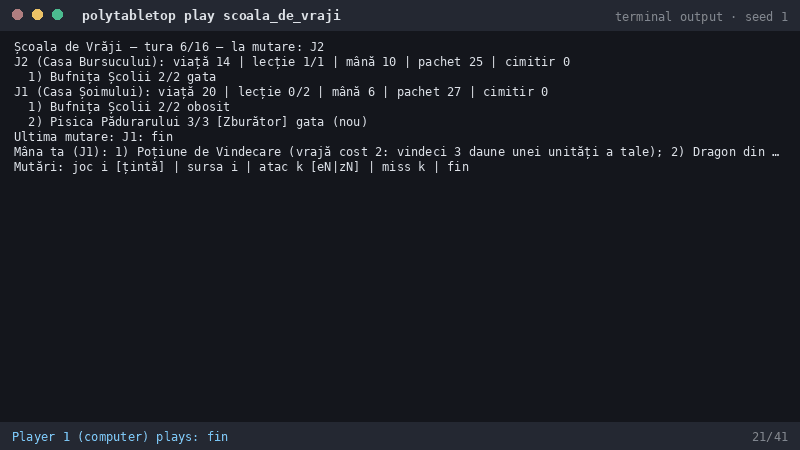 polytabletop play scoala_de_vraji
terminal output · seed 1
Școala de Vrăji — tura 6/16 — la mutare: J2
J2 (Casa Bursucului): viață 14 | lecție 1/1 | mână 10 | pachet 25 | cimitir 0
1) Bufnița Școlii 2/2 gata
J1 (Casa Șoimului): viață 20 | lecție 0/2 | mână 6 | pachet 27 | cimitir 0
1) Bufnița Școlii 2/2 obosit
2) Pisica Pădurarului 3/3 [Zburător] gata (nou)
Ultima mutare: J1: fin
Mâna ta (J1): 1) Poțiune de Vindecare (vrajă cost 2: vindeci 3 daune unei unități a tale); 2) Dragon din …
Mutări: joc i [țintă] | sursa i | atac k [eN|zN] | miss k | fin
Player 1 (computer) plays: fin
21/41